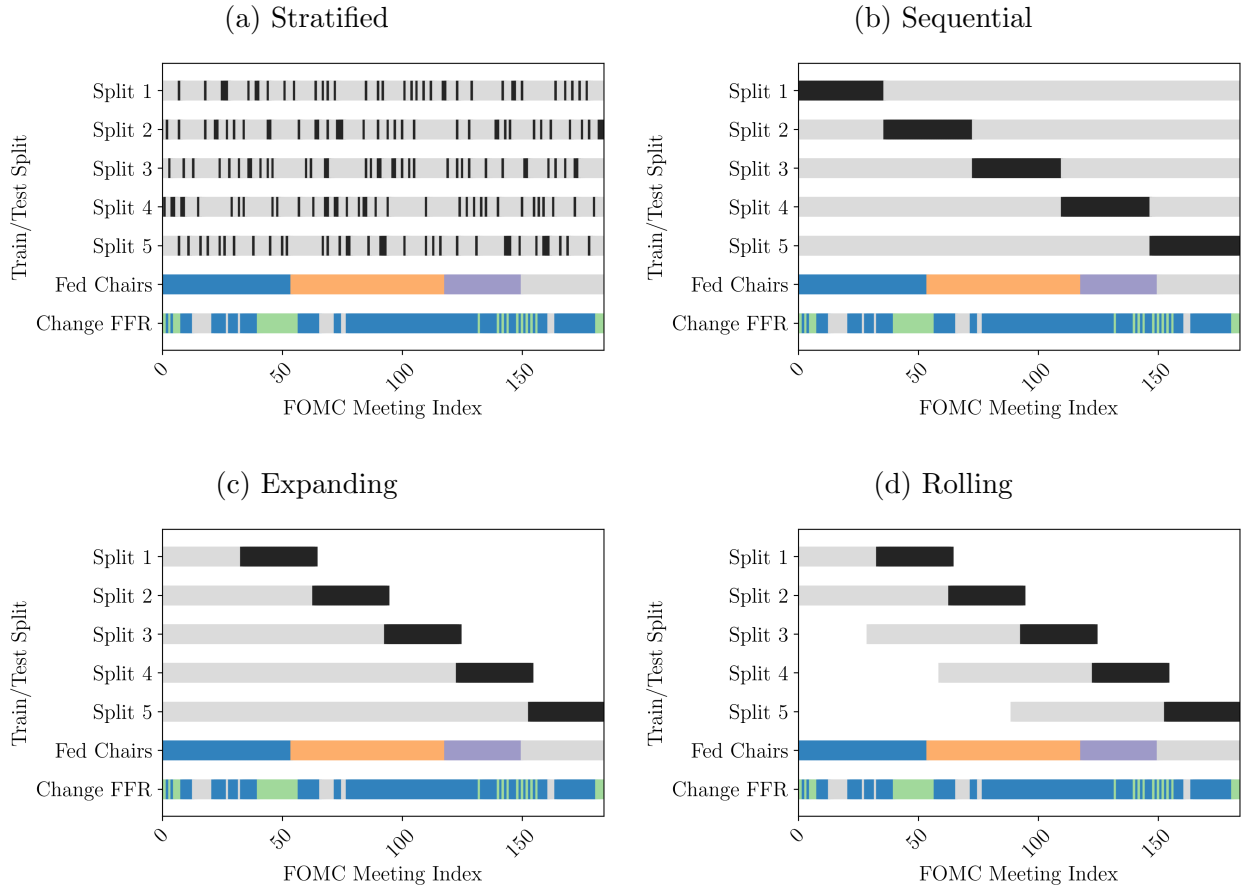 (a) Stratified
Train/Test Split
Split 1
Split 2
Split 3
Split 4
Split 5
Fed Chairs
Change FFR
0
50
100
150
FOMC Meeting Index
(b) Sequential
Train/Test Split
Split 1
Split 2
Split 3
Split 4
Split 5
Fed Chairs
Change FFR
0
50
100
150
FOMC Meeting Index
(c) Expanding
Train/Test Split
Split 1
Split 2
Split 3
Split 4
Split 5
Fed Chairs
Change FFR
0
50
100
150
FOMC Meeting Index
(d) Rolling
Train/Test Split
Split 1
Split 2
Split 3
Split 4
Split 5
Fed Chairs
Change FFR
0
50
100
150
FOMC Meeting Index